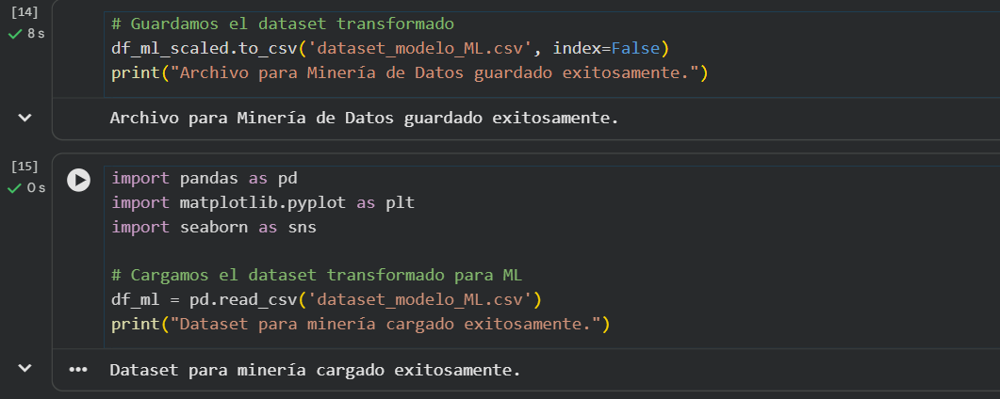 [14]
8 s
# Guardamos el dataset transformado
df_ml_scaled.to_csv('dataset_modelo_ML.csv', index=False)
print("Archivo para Minería de Datos guardado exitosamente.")
Archivo para Minería de Datos guardado exitosamente.
[15]
0 s
import pandas as pd
import matplotlib.pyplot as plt
import seaborn as sns
# Cargamos el dataset transformado para ML
df_ml = pd.read_csv('dataset_modelo_ML.csv')
print("Dataset para minería cargado exitosamente.")
Dataset para minería cargado exitosamente.